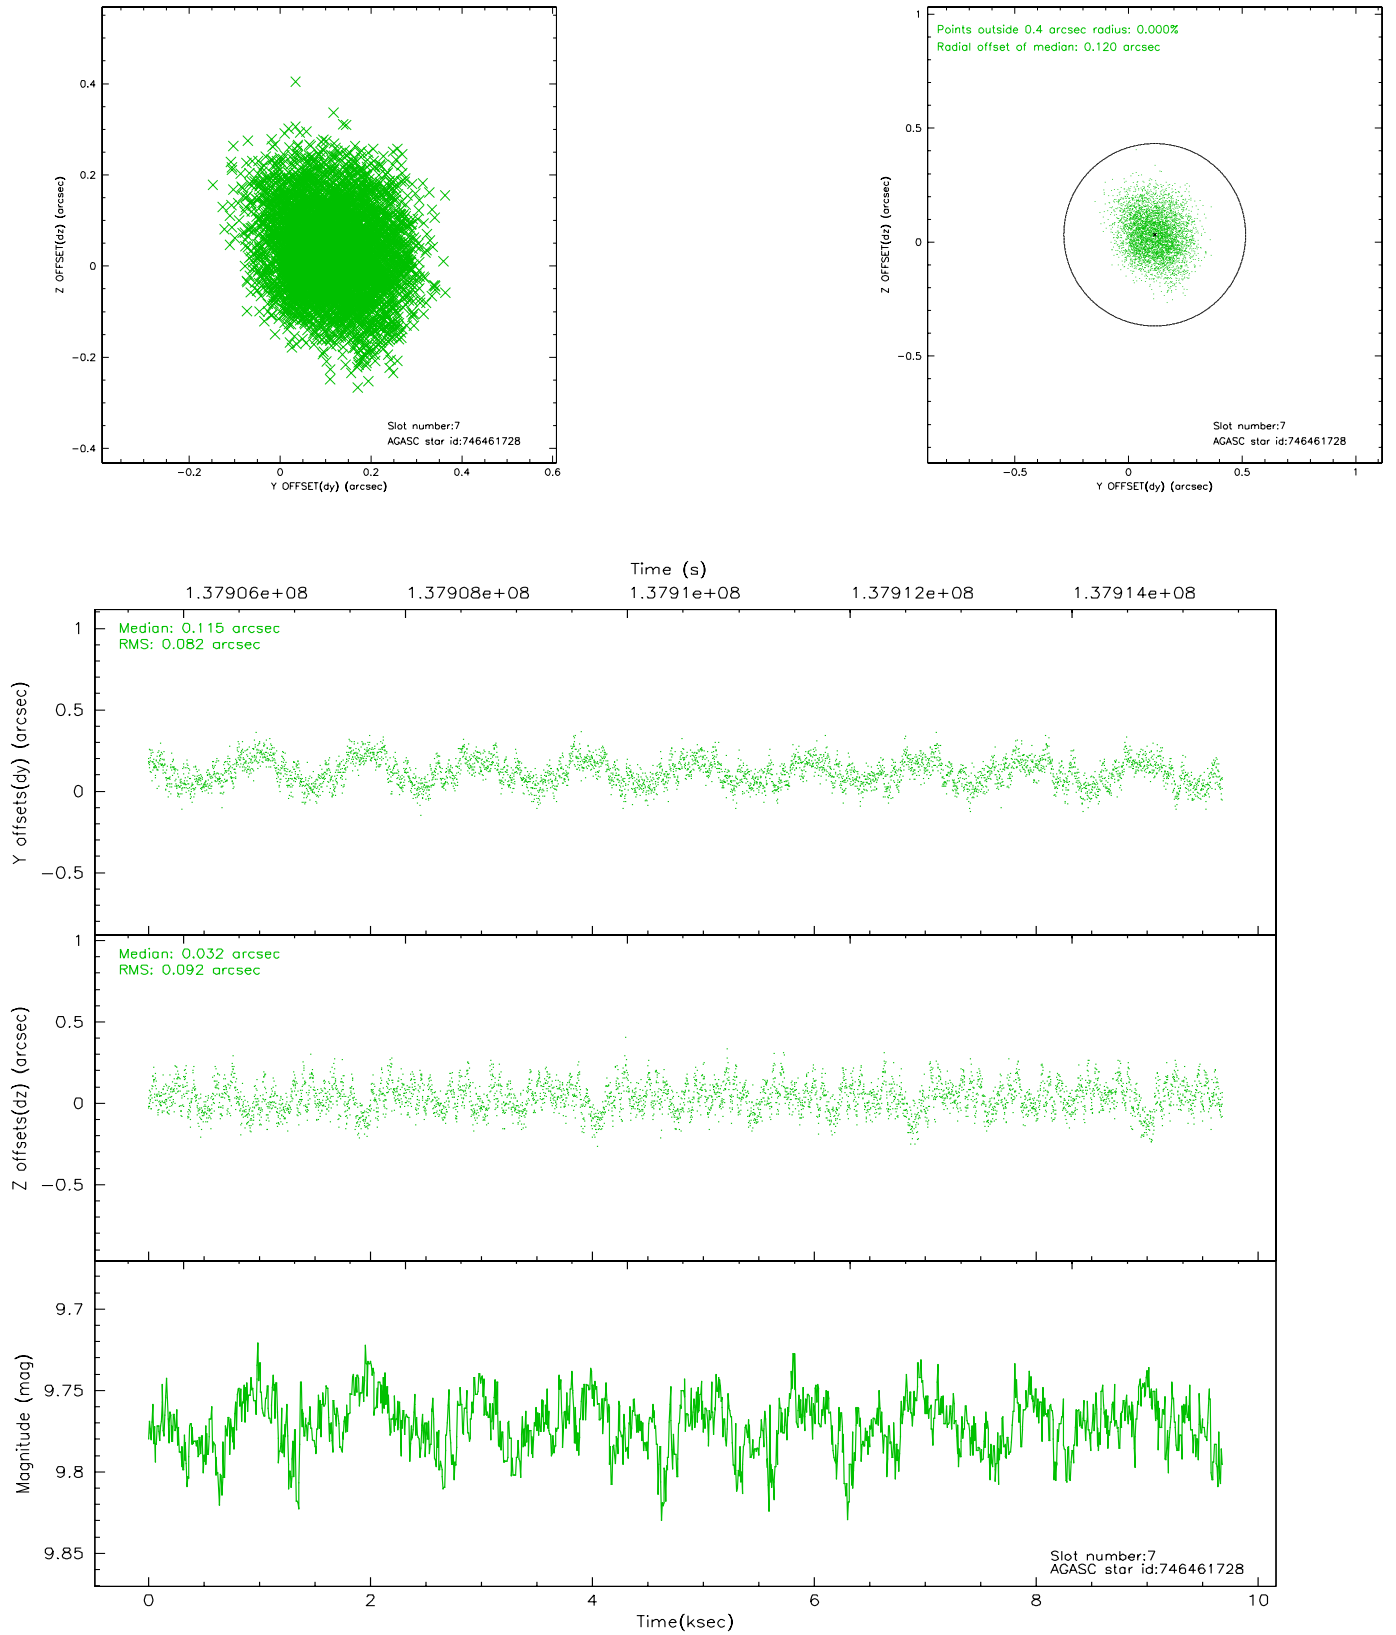 0.4
0.2
0
−0.2
−0.4
Z OFFSET(dz) (arcsec)
Slot number:7
AGASC star id:746461728
−0.2 0 0.2 0.4 0.6
Y OFFSET(dy) (arcsec)
Points outside 0.4 arcsec radius: 0.000%
Radial offset of median: 0.120 arcsec
1
0.5
0
−0.5
Z OFFSET(dz) (arcsec)
Slot number:7
AGASC star id:746461728
−0.5 0 0.5 1
Y OFFSET(dy) (arcsec)
Time (s)
1.37906e+08 1.37908e+08 1.3791e+08 1.37912e+08 1.37914e+08
Median: 0.115 arcsec
RMS: 0.082 arcsec
1
0.5
0
−0.5
Y offsets(dy) (arcsec)
Median: 0.032 arcsec
RMS: 0.092 arcsec
1
0.5
0
−0.5
Z offsets(dz) (arcsec)
9.7
9.75
9.8
9.85
Magnitude (mag)
Slot number:7
AGASC star id:746461728
0 2 4 6 8 10
Time(ksec)